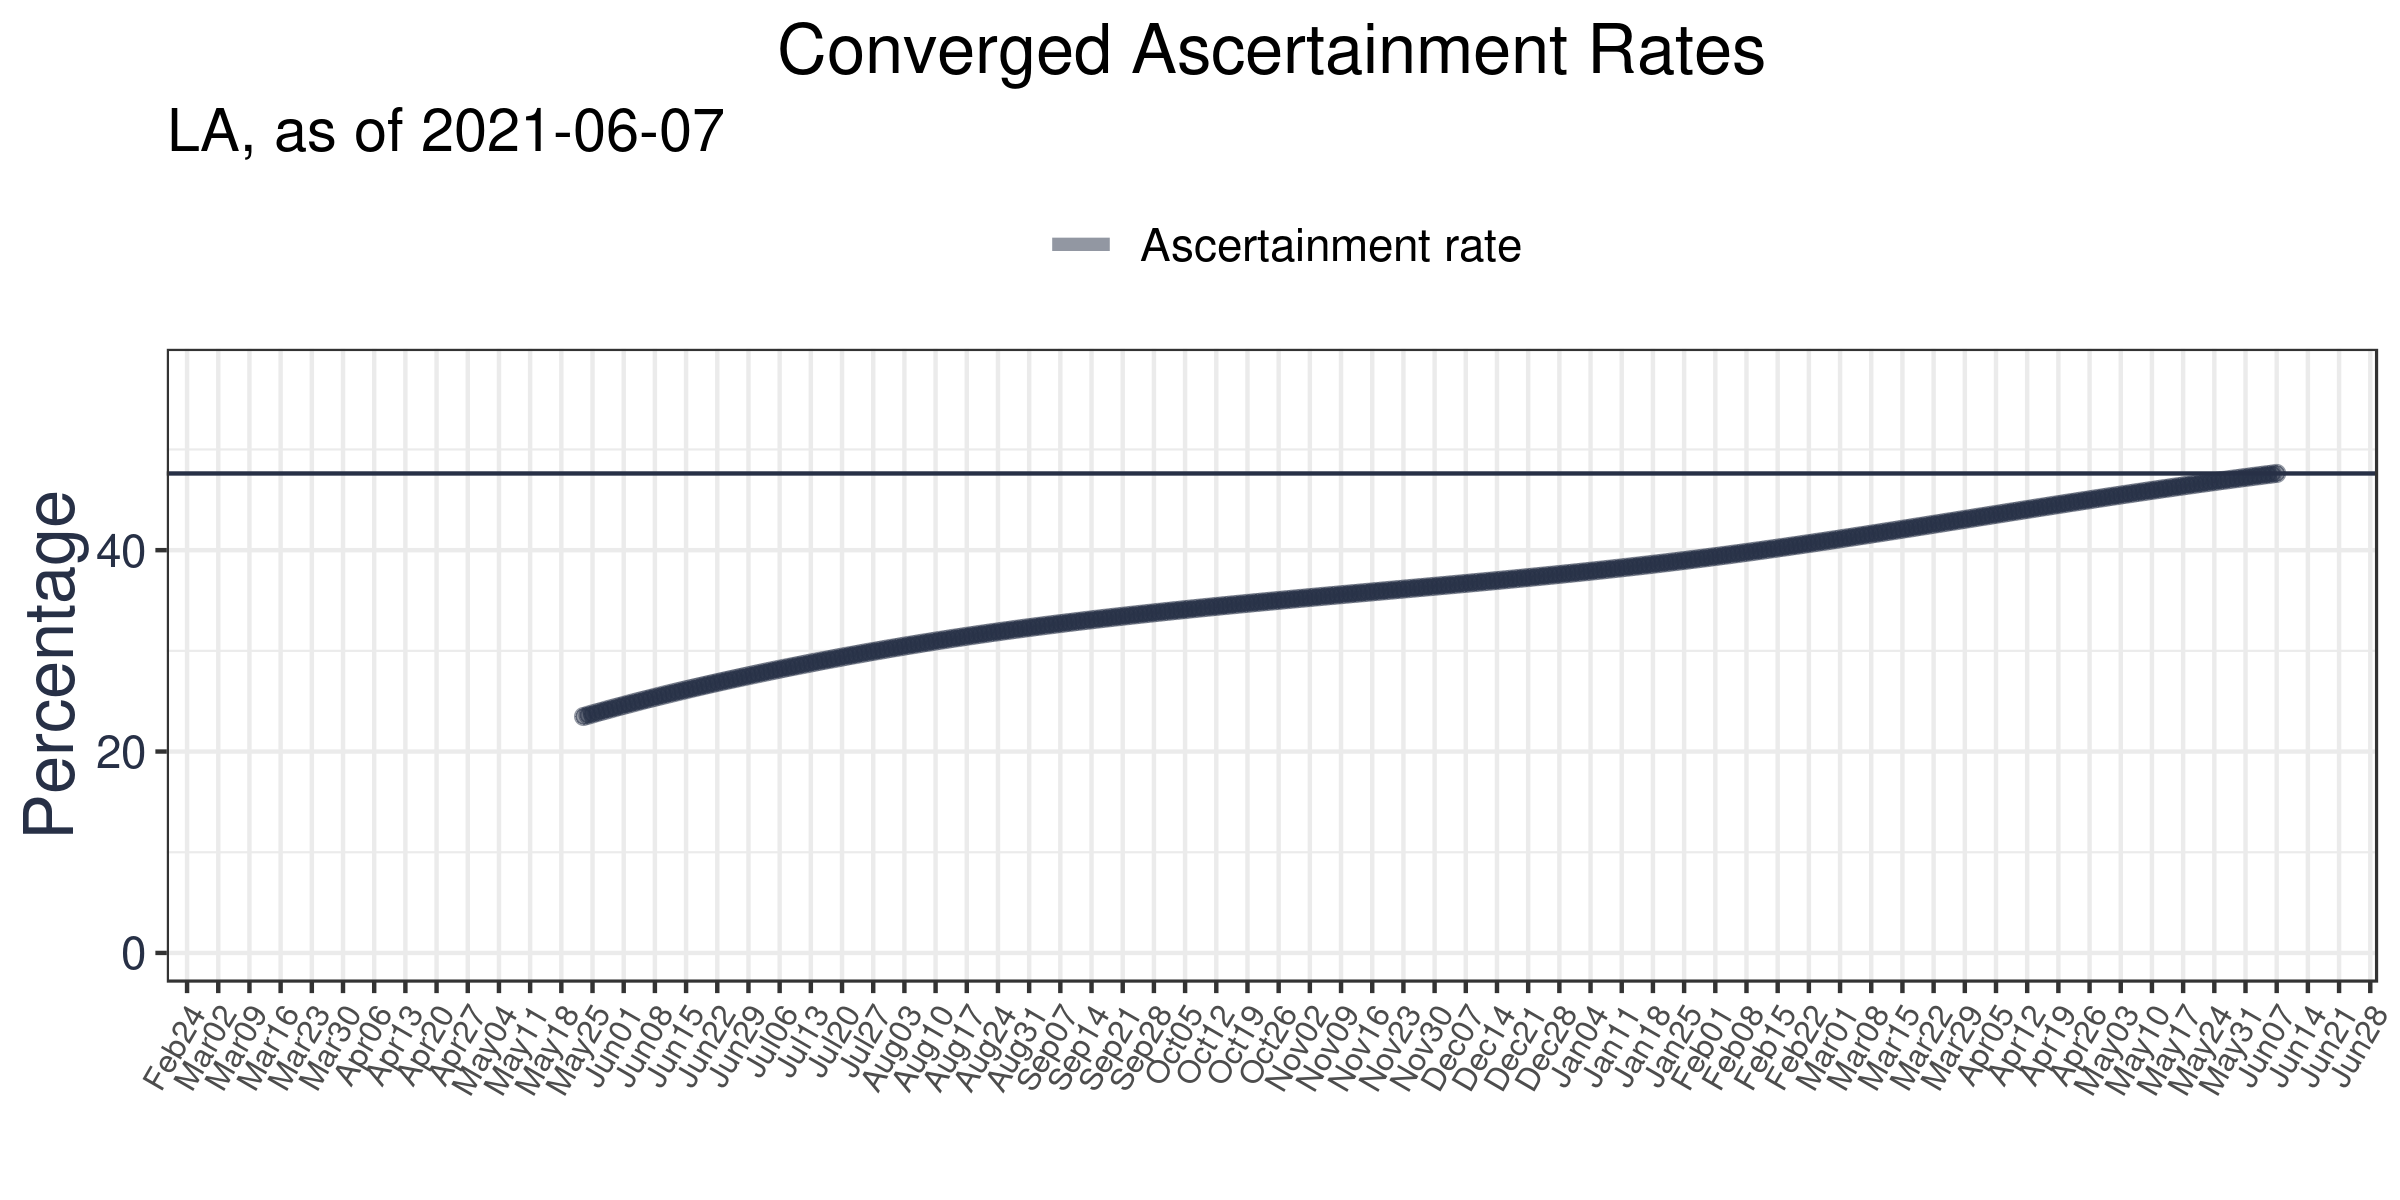 Converged Ascertainment Rates
LA, as of 2021-06-07
Ascertainment rate
Percentage
40
20
0
Feb24
Mar02
Mar09
Mar16
Mar23
Mar30
Apr06
Apr13
Apr20
Apr27
May04
May11
May18
May25
Jun01
Jun08
Jun15
Jun22
Jun29
Jul06
Jul13
Jul20
Jul27
Aug03
Aug10
Aug17
Aug24
Aug31
Sep07
Sep14
Sep21
Sep28
Oct05
Oct12
Oct19
Oct26
Nov02
Nov09
Nov16
Nov23
Nov30
Dec07
Dec14
Dec21
Dec28
Jan04
Jan11
Jan18
Jan25
Feb01
Feb08
Feb15
Feb22
Mar01
Mar08
Mar15
Mar22
Mar29
Apr05
Apr12
Apr19
Apr26
May03
May10
May17
May24
May31
Jun07
Jun14
Jun21
Jun28